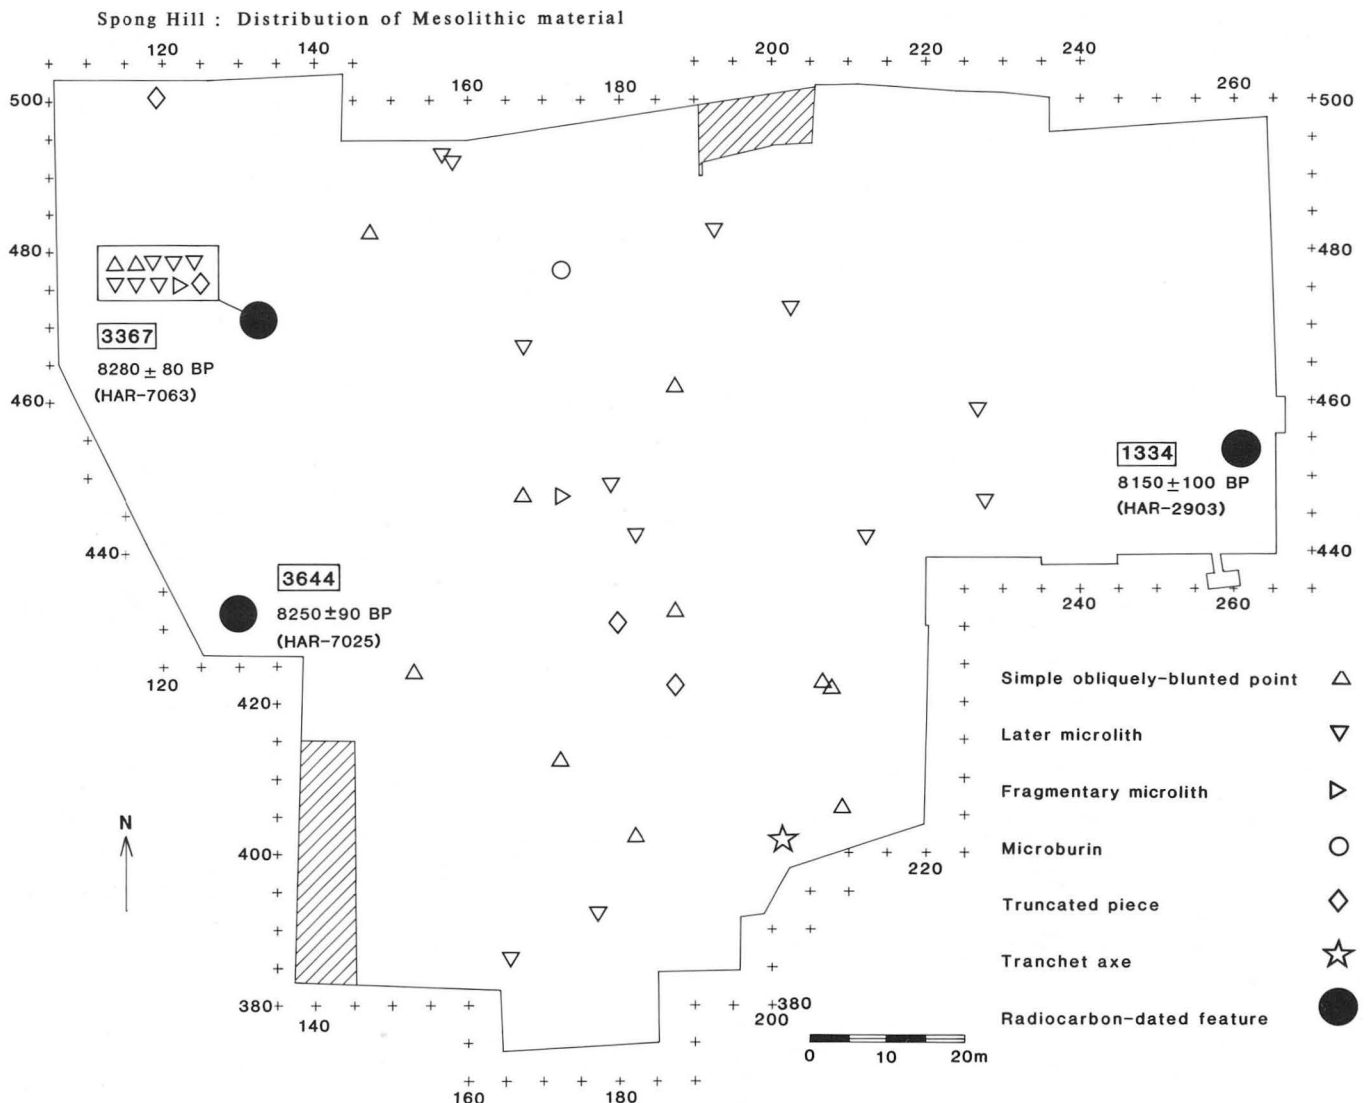 Spong Hill : Distribution of Mesolithic material
120 140 200 220 240
160 180 260
500 500
480 480
3367
8280 ± 80 BP
(HAR-7063)
460 460
1334
8150 ± 100 BP
(HAR-2903)
440 440
3644
8250 ± 90 BP
(HAR-7025)
240 260
120
420
Simple obliquely-blunted point
Later microlith
Fragmentary microlith
N
Microburin
400
220
Truncated piece
Tranchet axe
380 380
140 200
Radiocarbon-dated feature
0 10 20m
160 180